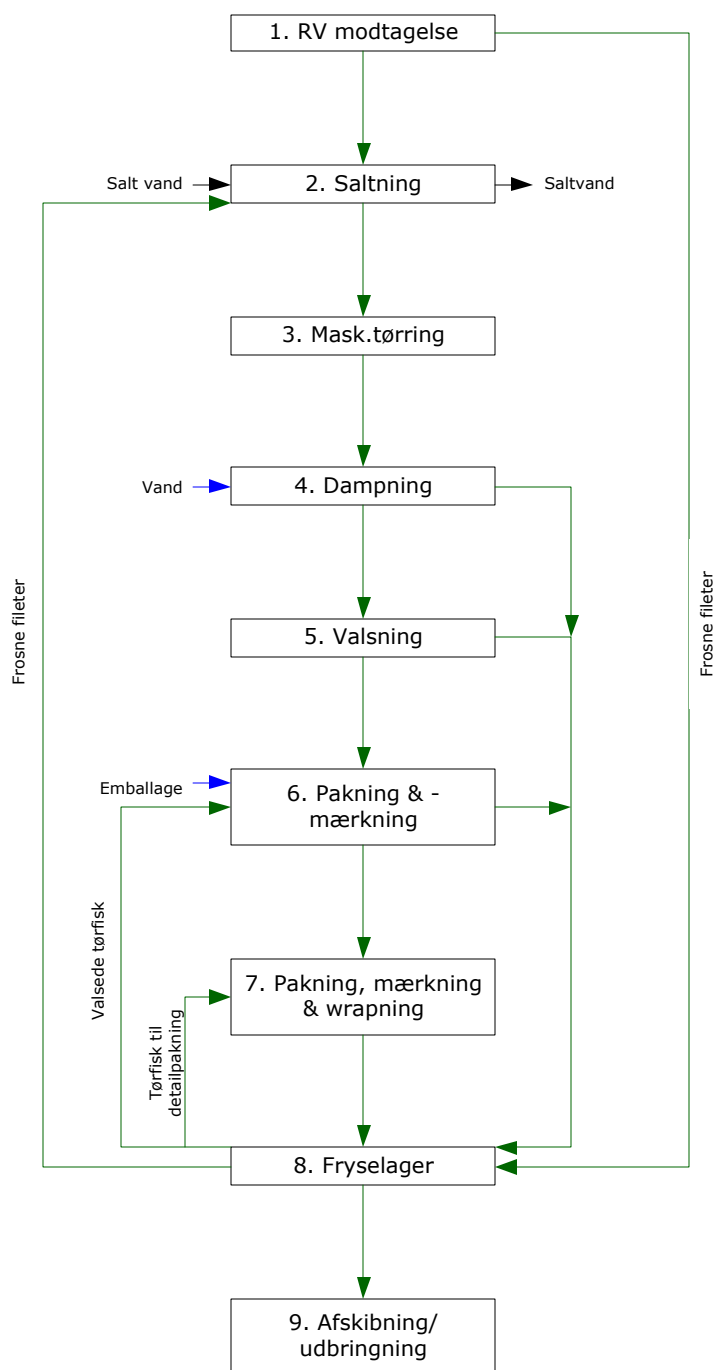 1. RV modtagelse
Salt vand
2. Saltning
Saltvand
3. Mask.tørring
Vand
4. Dampning
Frosne fileter
Frosne fileter
5. Valsning
Emballage
6. Pakning & -
mærkning
Valsede tørfisk
7. Pakning, mærkning
& wrapning
Tørfisk til
detailpakning
8. Fryselager
9. Afskibning/
udbringning